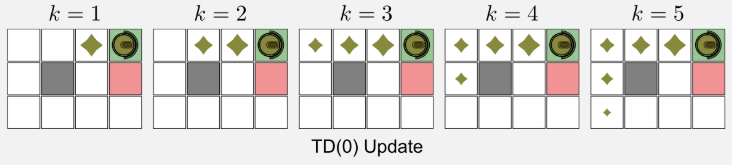 k = 1 k = 2 k = 3 k = 4 k = 5
TD(0) Update